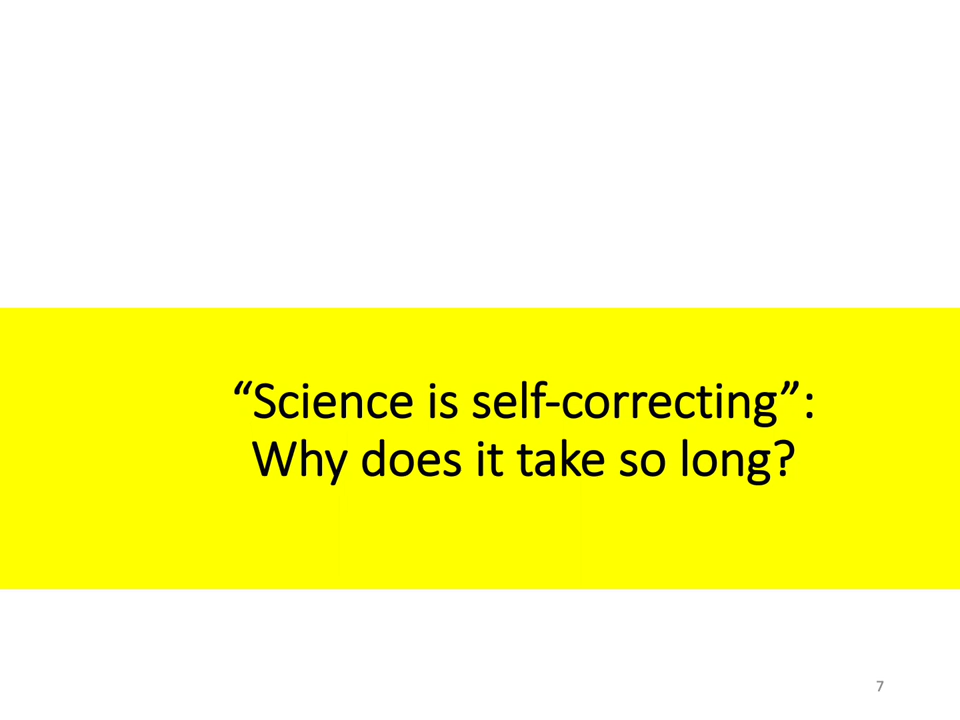 “Science is self-correcting”:
Why does it take so long?
7